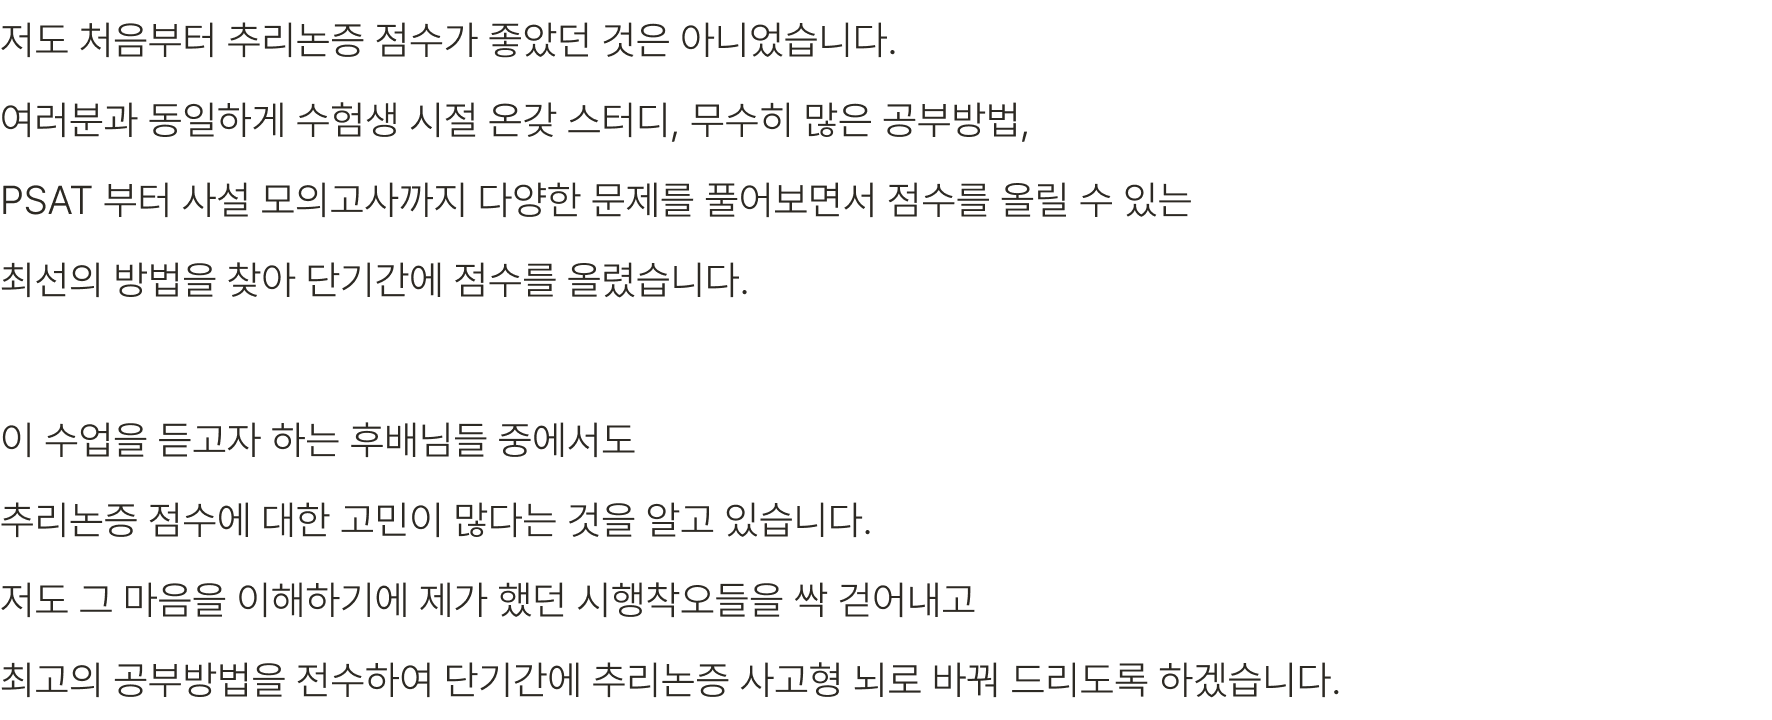 저도 처음부터 추리논증 점수가 좋았던 것은 아니었습니다.
여러분과 동일하게 수험생 시절 온갖 스터디, 무수히 많은 공부방법,
PSAT 부터 사설 모의고사까지 다양한 문제를 풀어보면서 점수를 올릴 수 있는
최선의 방법을 찾아 단기간에 점수를 올렸습니다.
이 수업을 듣고자 하는 후배님들 중에서도
추리논증 점수에 대한 고민이 많다는 것을 알고 있습니다.
저도 그 마음을 이해하기에 제가 했던 시행착오들을 싹 걷어내고
최고의 공부방법을 전수하여 단기간에 추리논증 사고형 뇌로 바꿔 드리도록 하겠습니다.